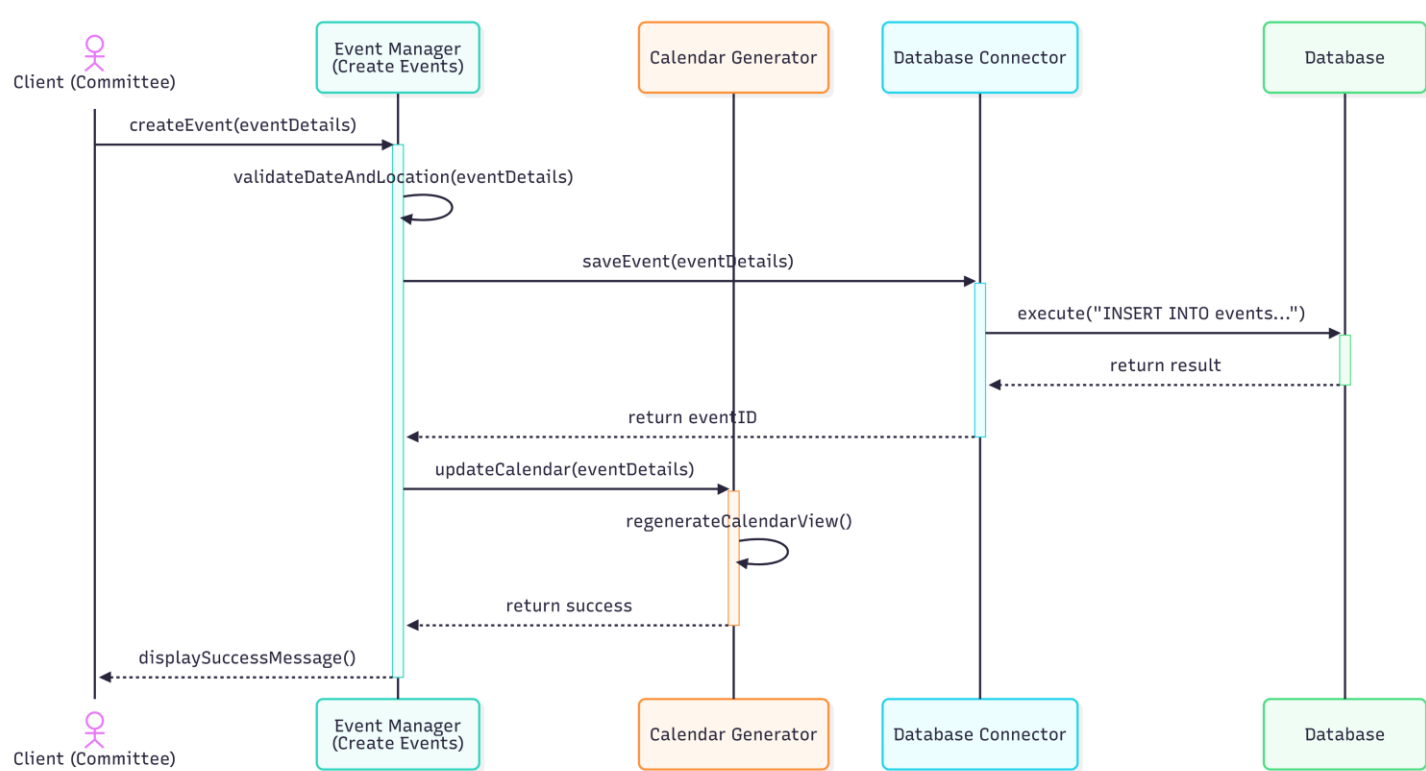 Event Manager
(Create Events)
Calendar Generator
Database Connector
Database
Client (Committee)
createEvent(eventDetails)
validateDateAndLocation(eventDetails)
saveEvent(eventDetails)
execute("INSERT INTO events...")
return result
return eventID
updateCalendar(eventDetails)
regenerateCalendarView()
return success
displaySuccessMessage()
Event Manager
(Create Events)
Calendar Generator
Database Connector
Database
Client (Committee)